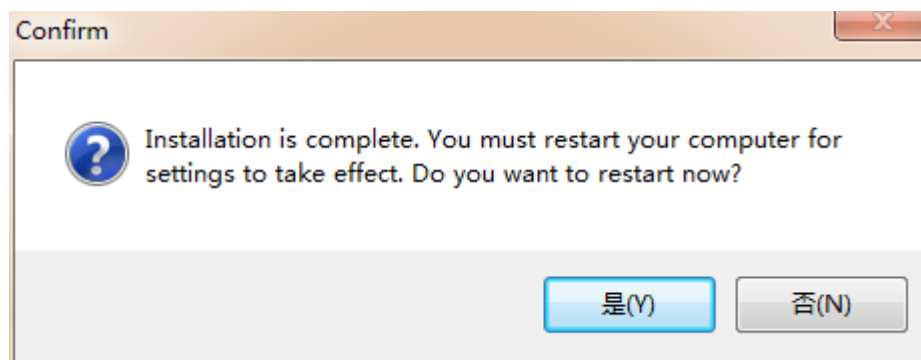 Confirm
Installation is complete. You must restart your computer for
settings to take effect. Do you want to restart now?
是(Y)
否(N)